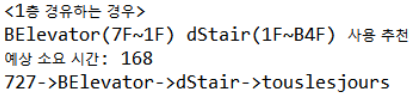 <1층 경유하는 경우>
BElevator(7F~1F) dStair(1F~B4F) 사용 추천
예상 소요 시간: 168
727->BElevator->dStair->touslesjours